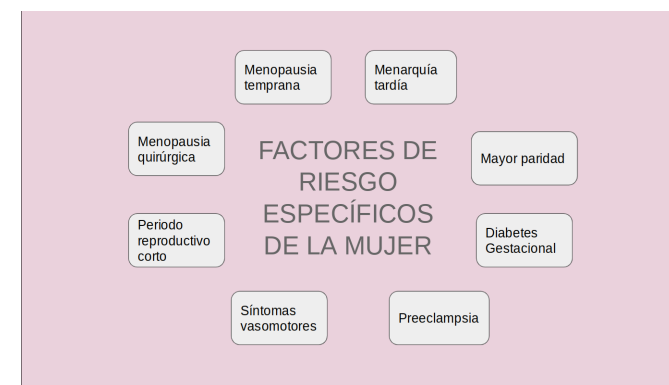 Menopausia
temprana
Menarquía
tardía
Menopausia
quirúrgica
FACTORES DE
RIESGO
ESPECÍFICOS
DE LA MUJER
Mayor paridad
Periodo
reproductivo
corto
Diabetes
Gestacional
Síntomas
vasomotores
Preeclampsia